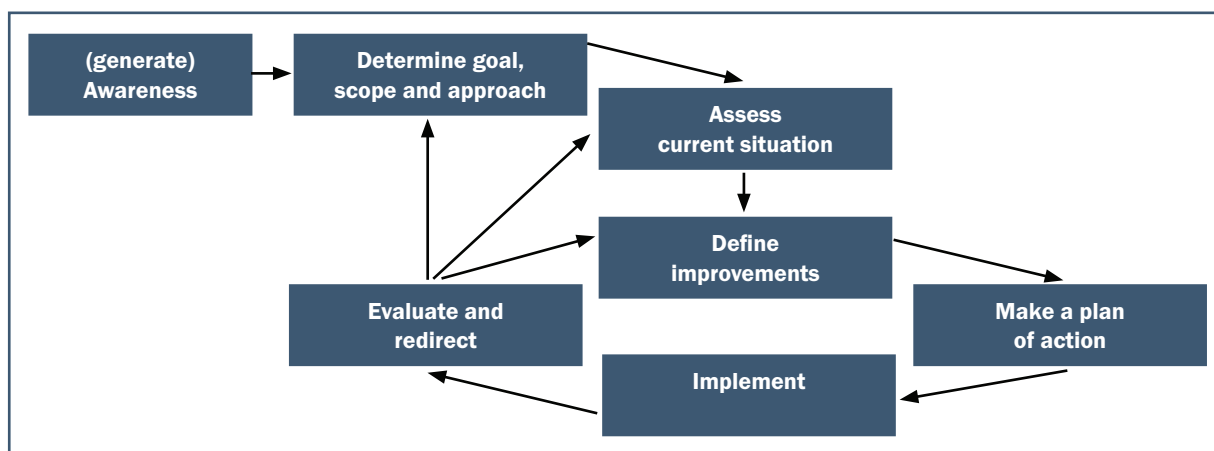 (generate)
Awareness
Determine goal,
scope and approach
Assess
current situation
Define
improvements
Evaluate and
redirect
Make a plan
of action
Implement